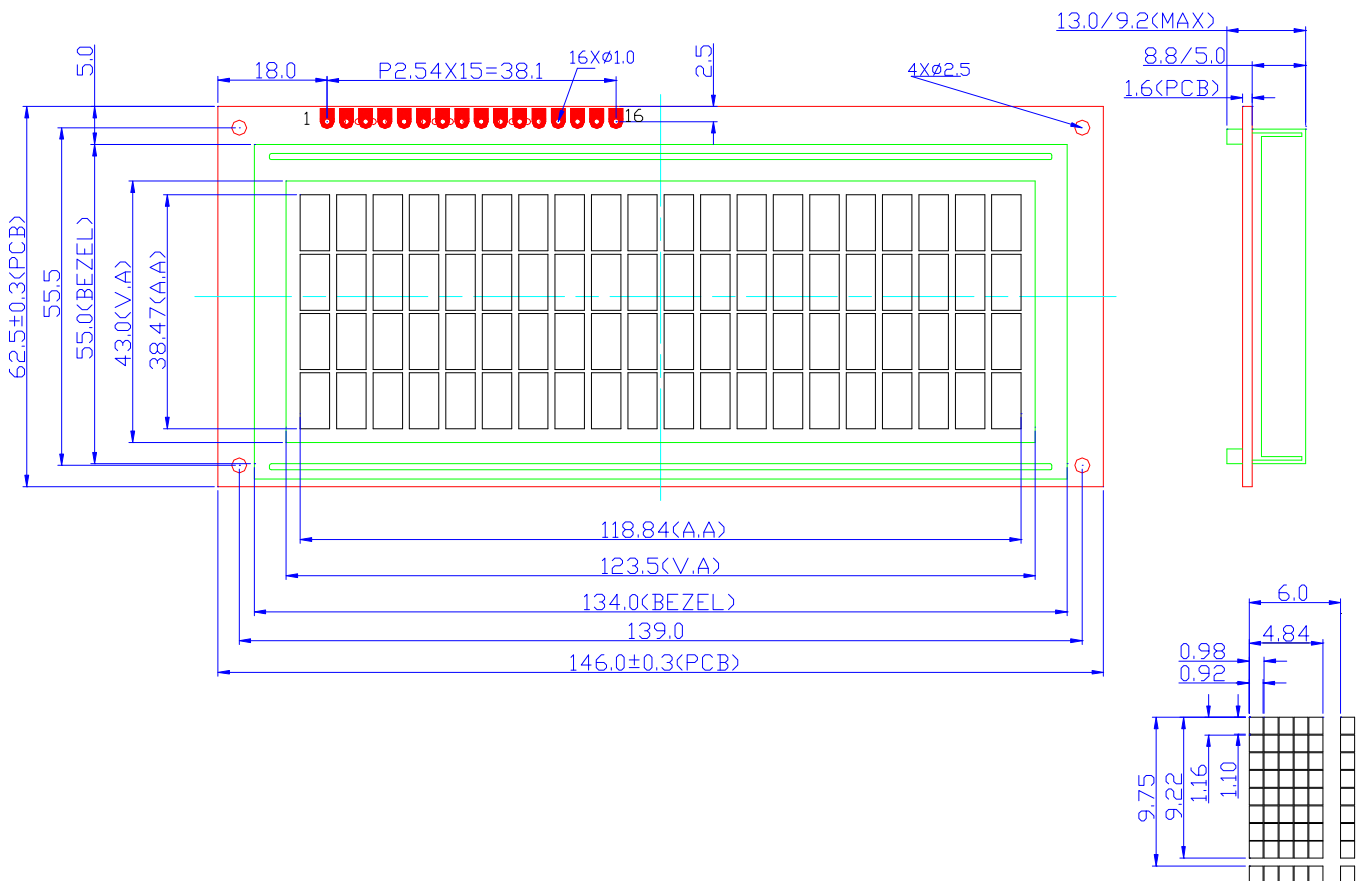 13.0/9.2(MAX)
8.8/5.0
1.6(PCB)
5.0
18.0
P2.54X15=38.1
16XØ1.0
2.5
4XØ2.5
1
16
62.5±0.3(PCB)
55.5
55.0(BEZEL)
43.0(V.A)
38.47(A.A)
118.84(A.A)
123.5(V.A)
134.0(BEZEL)
139.0
146.0±0.3(PCB)
6.0
4.84
0.98
0.92
9.75
9.22
1.16
1.10